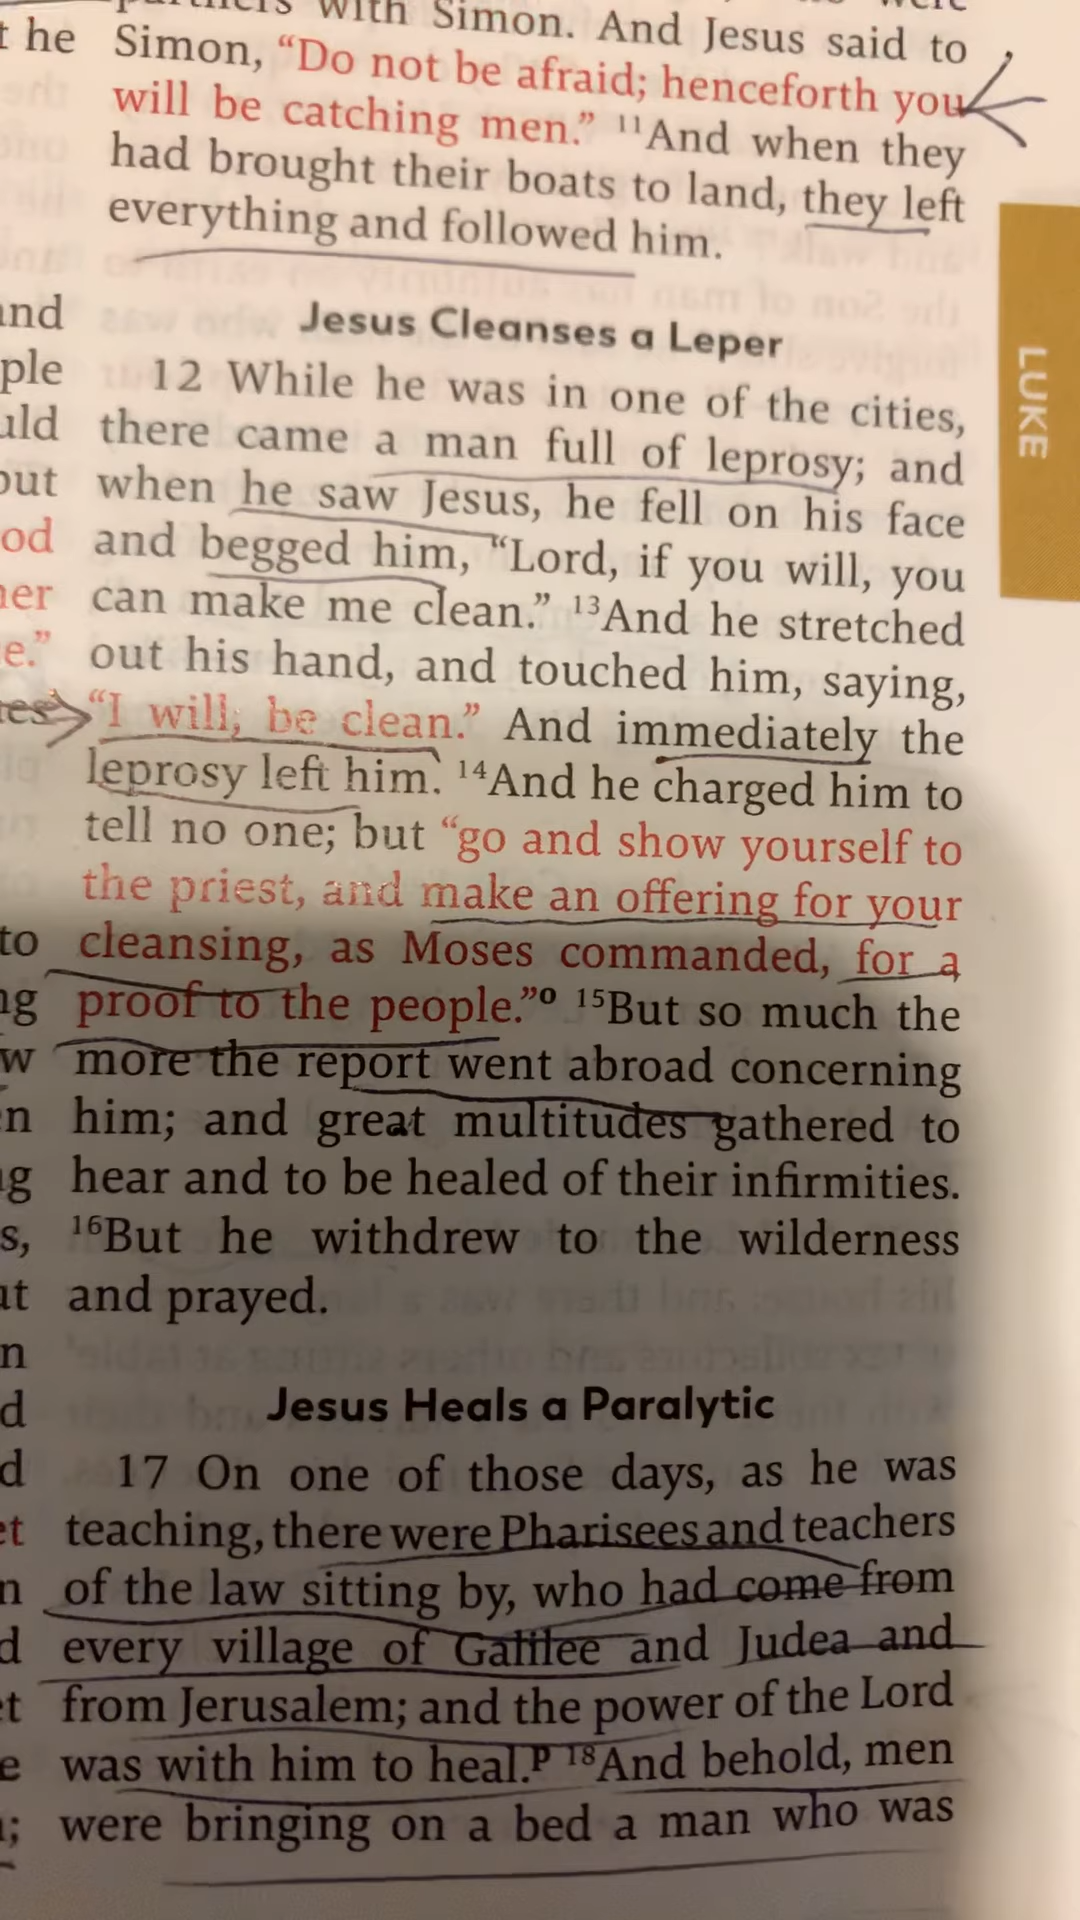 with Simon. And Jesus said to
Simon, “Do not be afraid; henceforth you
will be catching men.” ¹¹And when they
had brought their boats to land, they left
everything and followed him.
Jesus Cleanses a Leper
12 While he was in one of the cities,
there came a man full of leprosy; and
when he saw Jesus, he fell on his face
and begged him, “Lord, if you will, you
can make me clean.” ¹³And he stretched
out his hand, and touched him, saying,
“I will; be clean.” And immediately the
leprosy left him. ¹⁴And he charged him to
tell no one; but “go and show yourself to
the priest, and make an offering for your
cleansing, as Moses commanded, for a
proof to the people.”ᵒ ¹⁵But so much the
more the report went abroad concerning
him; and great multitudes gathered to
hear and to be healed of their infirmities.
¹⁶But he withdrew to the wilderness
and prayed.
Jesus Heals a Paralytic
17 On one of those days, as he was
teaching, there were Pharisees and teachers
of the law sitting by, who had come from
every village of Galilee and Judea and
from Jerusalem; and the power of the Lord
was with him to heal.ᵖ ¹⁸And behold, men
were bringing on a bed a man who was
LUKE